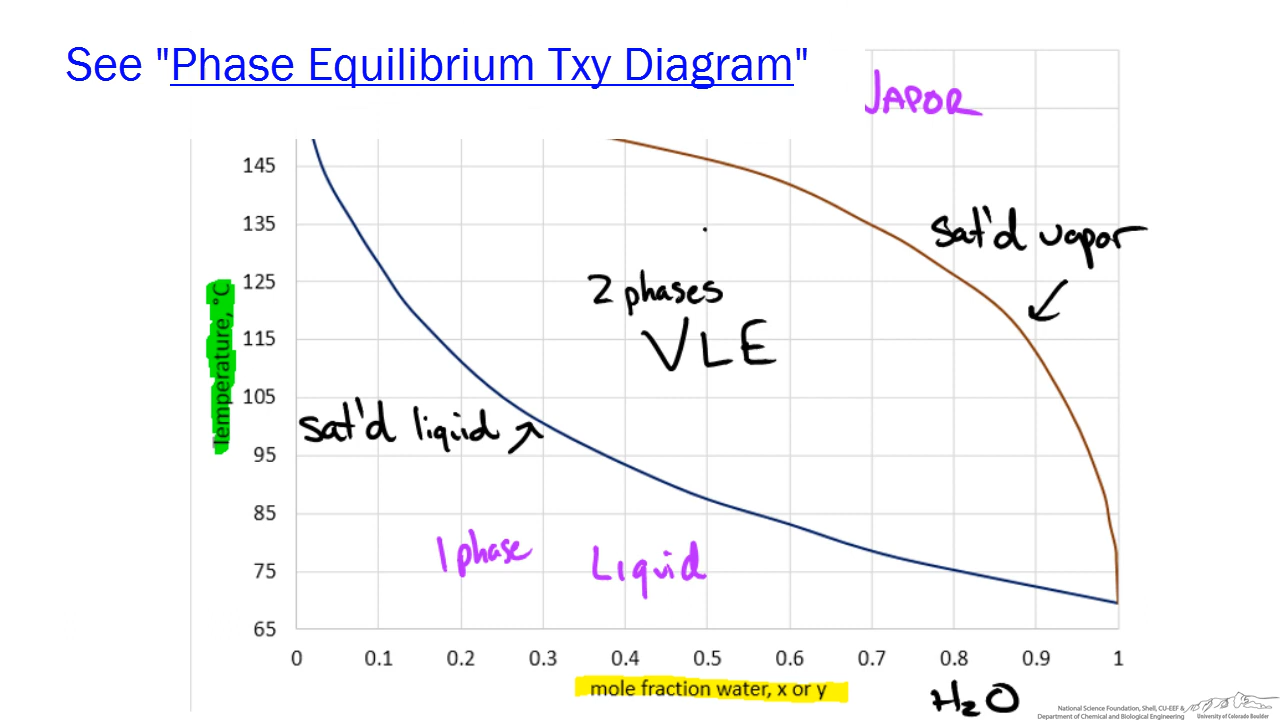 See "Phase Equilibrium Txy Diagram"
VAPOR
145
135
sat'd vapor
125
2 phases
115
VLE
105
sat'd liquid
95
85
1 phase Liquid
75
65
temperature, °C
0 0.1 0.2 0.3 0.4 0.5 0.6 0.7 0.8 0.9 1
mole fraction water, x or y
H₂O
National Science Foundation, Shell, CU-EEF &
Department of Chemical and Biological Engineering
University of Colorado Boulder